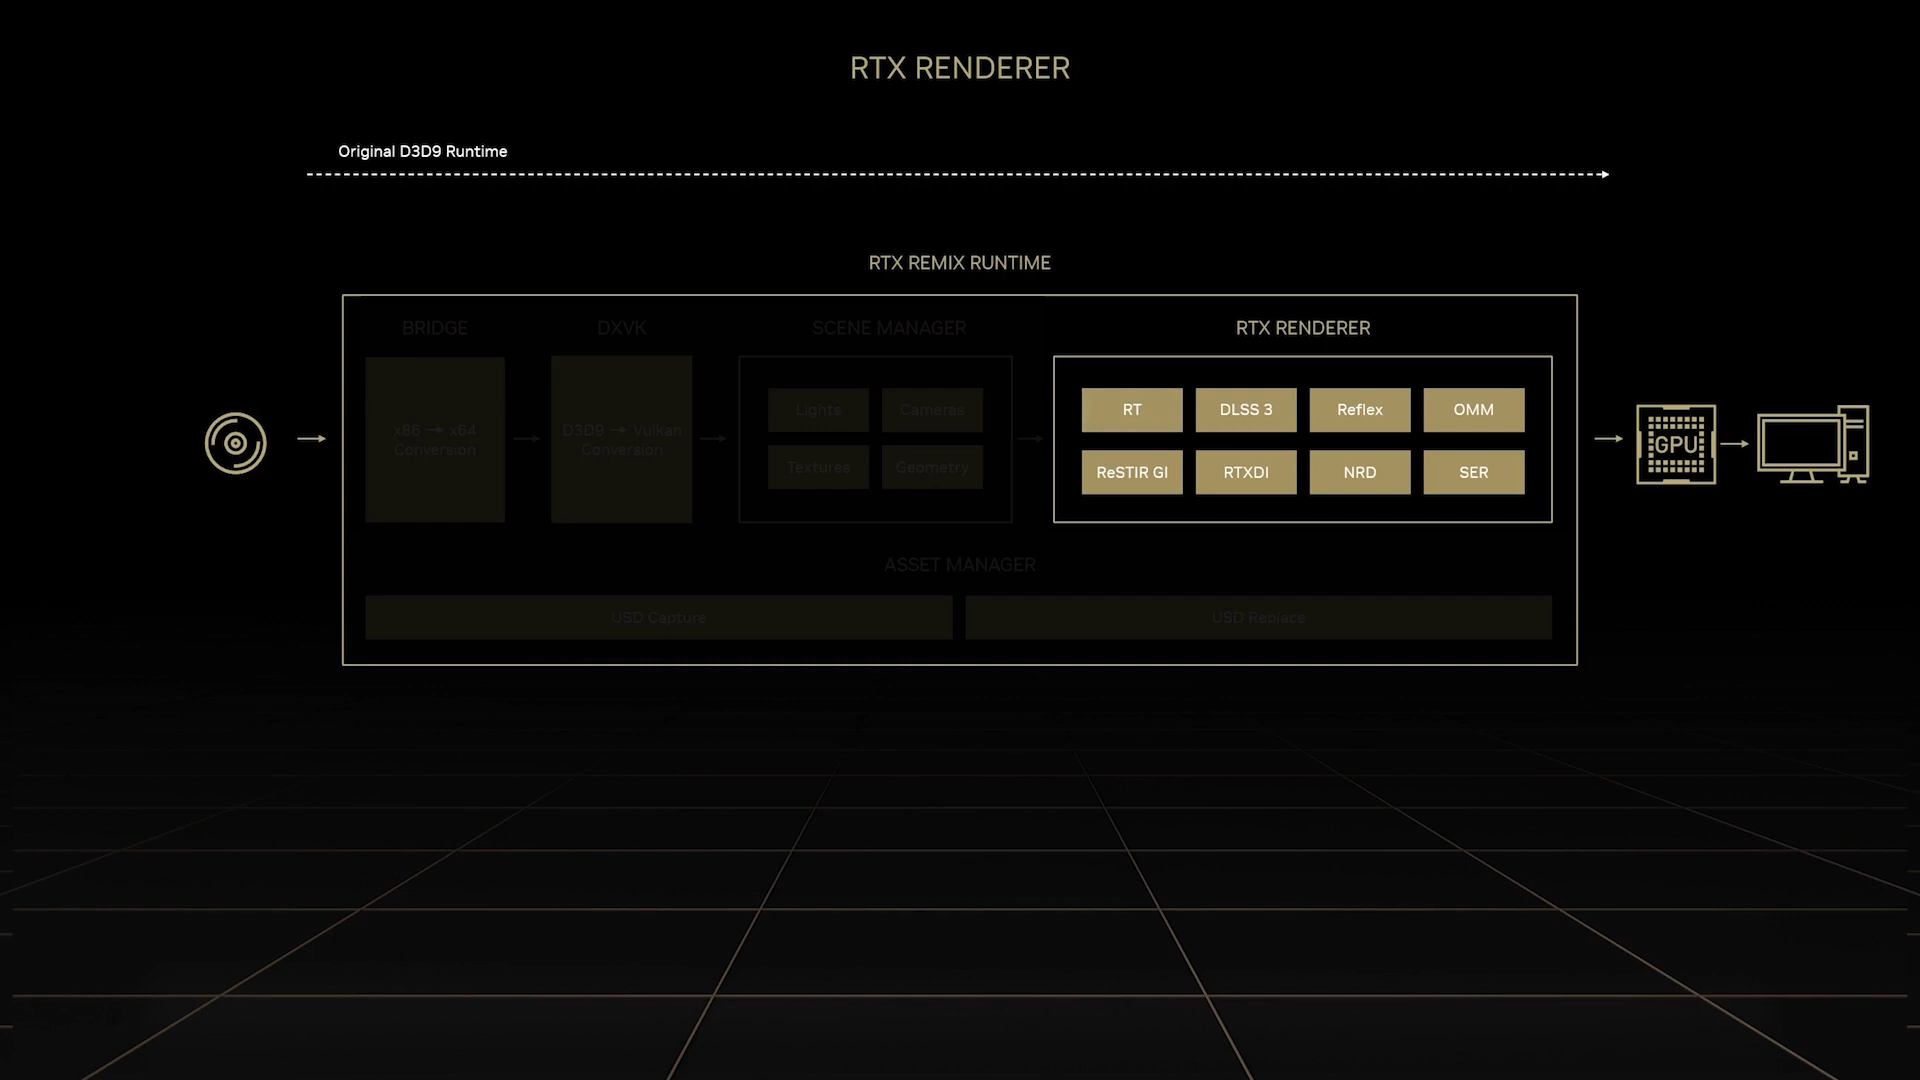 RTX RENDERER
Original D3D9 Runtime
RTX REMIX RUNTIME
BRIDGE
x86 → x64
Conversion
DXVK
D3D9 → Vulkan
Conversion
SCENE MANAGER
Lights
Cameras
Textures
Geometry
RTX RENDERER
RT
DLSS 3
Reflex
OMM
ReSTIR GI
RTXDI
NRD
SER
GPU
ASSET MANAGER
USD Capture
USD Replace